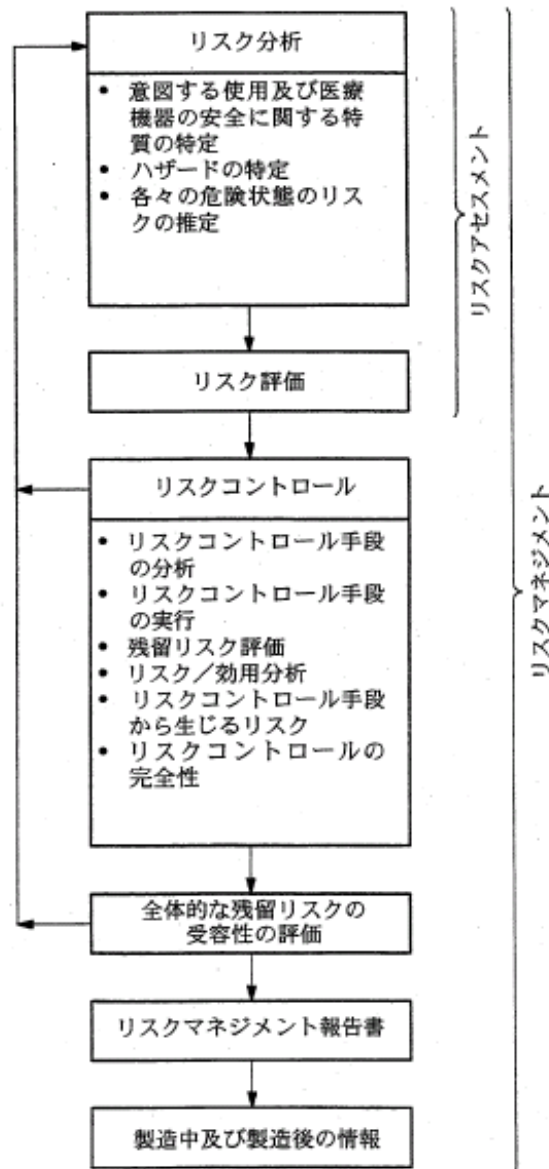 リスク分析
• 意図する使用及び医療
機器の安全に関する特
質の特定
• ハザードの特定
• 各々の危険状態のリス
クの推定
リスク評価
リスクコントロール
• リスクコントロール手段
の分析
• リスクコントロール手段
の実行
• 残留リスク評価
• リスク／効用分析
• リスクコントロール手段
から生じるリスク
• リスクコントロールの
完全性
全体的な残留リスクの
受容性の評価
リスクマネジメント報告書
製造中及び製造後の情報
リスクアセスメント
リスクマネジメント